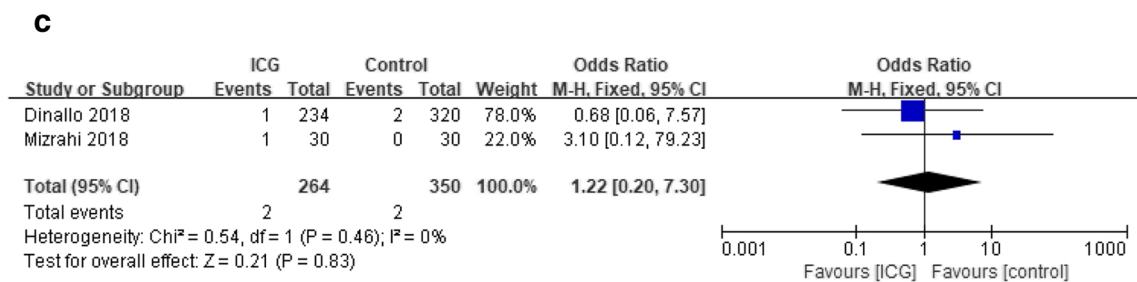 c
ICG Control Odds Ratio Odds Ratio
Study or Subgroup Events Total Events Total Weight M-H, Fixed, 95% CI M-H, Fixed, 95% CI
Dinallo 2018 1 234 2 320 78.0% 0.68 [0.06, 7.57]
Mizrahi 2018 1 30 0 30 22.0% 3.10 [0.12, 79.23]
Total (95% CI) 264 350 100.0% 1.22 [0.20, 7.30]
Total events 2 2
Heterogeneity: Chi² = 0.54, df = 1 (P = 0.46); I² = 0%
Test for overall effect: Z = 0.21 (P = 0.83)
0.001 0.1 1 10 1000
Favours [ICG] Favours [control]